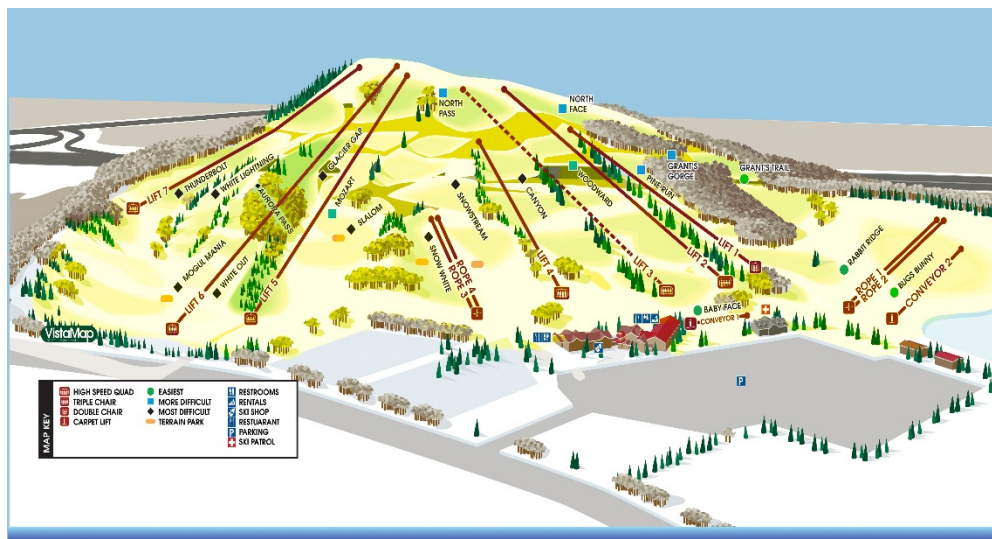 NORTH
PASS
NORTH
FACE
GLACIER GAP
THUNDERBOLT
WHITE LIGHTNING
LIFT 7
AURORA PASS
MOZART
SLALOM
SNOWSTREAM
CANYON
WOODWARD
PINE RUN
GRANT'S
GORGE
GRANT'S TRAIL
MOGUL MANIA
WHITE OUT
LIFT 6
LIFT 5
SNOW WHITE
ROPE 4
ROPE 3
LIFT 4
LIFT 3
LIFT 2
LIFT 1
RABBIT RIDGE
ROPE 1
ROPE 2
BUGS BUNNY
CONVEYOR 2
BABY FACE
CONVEYOR 1
VistaMap
P
MAP KEY
HIGH SPEED QUAD
TRIPLE CHAIR
DOUBLE CHAIR
CARPET LIFT
EASIEST
MORE DIFFICULT
MOST DIFFICULT
TERRAIN PARK
RESTROOMS
RENTALS
SKI SHOP
RESTUARANT
P PARKING
SKI PATROL